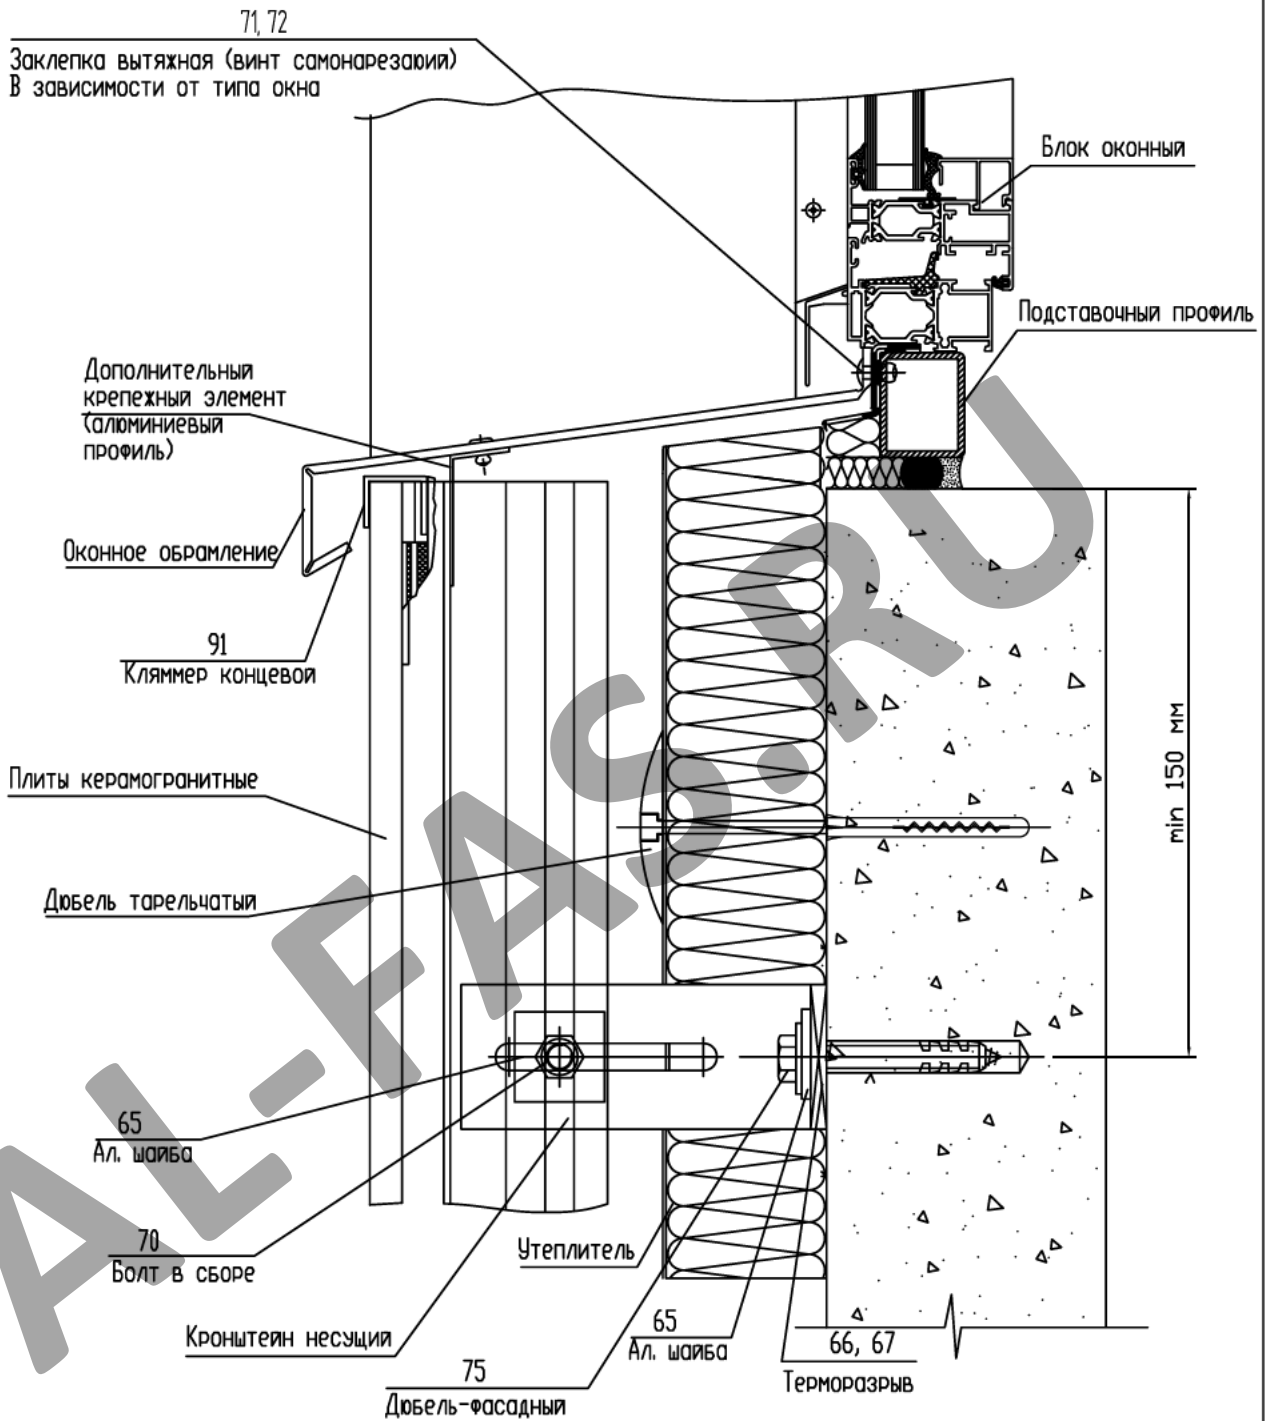 71, 72
Заклепка вытяжная (винт самонарезаюий)
В зависимости от типа окна
Блок оконный
Подставочный профиль
Дополнительный
крепежный элемент
(алюминиевый
профиль)
Оконное обрамление
91
Кляммер концевой
Плиты керамогранитные
min 150 мм
Дюбель тарельчатый
65
Ал. шайба
70
Болт в сборе
Утеплитель
Кронштейн несущий
65
Ал. шайба
66, 67
Терморазрыв
75
Дюбель-фасадный
AL-FAS.RU